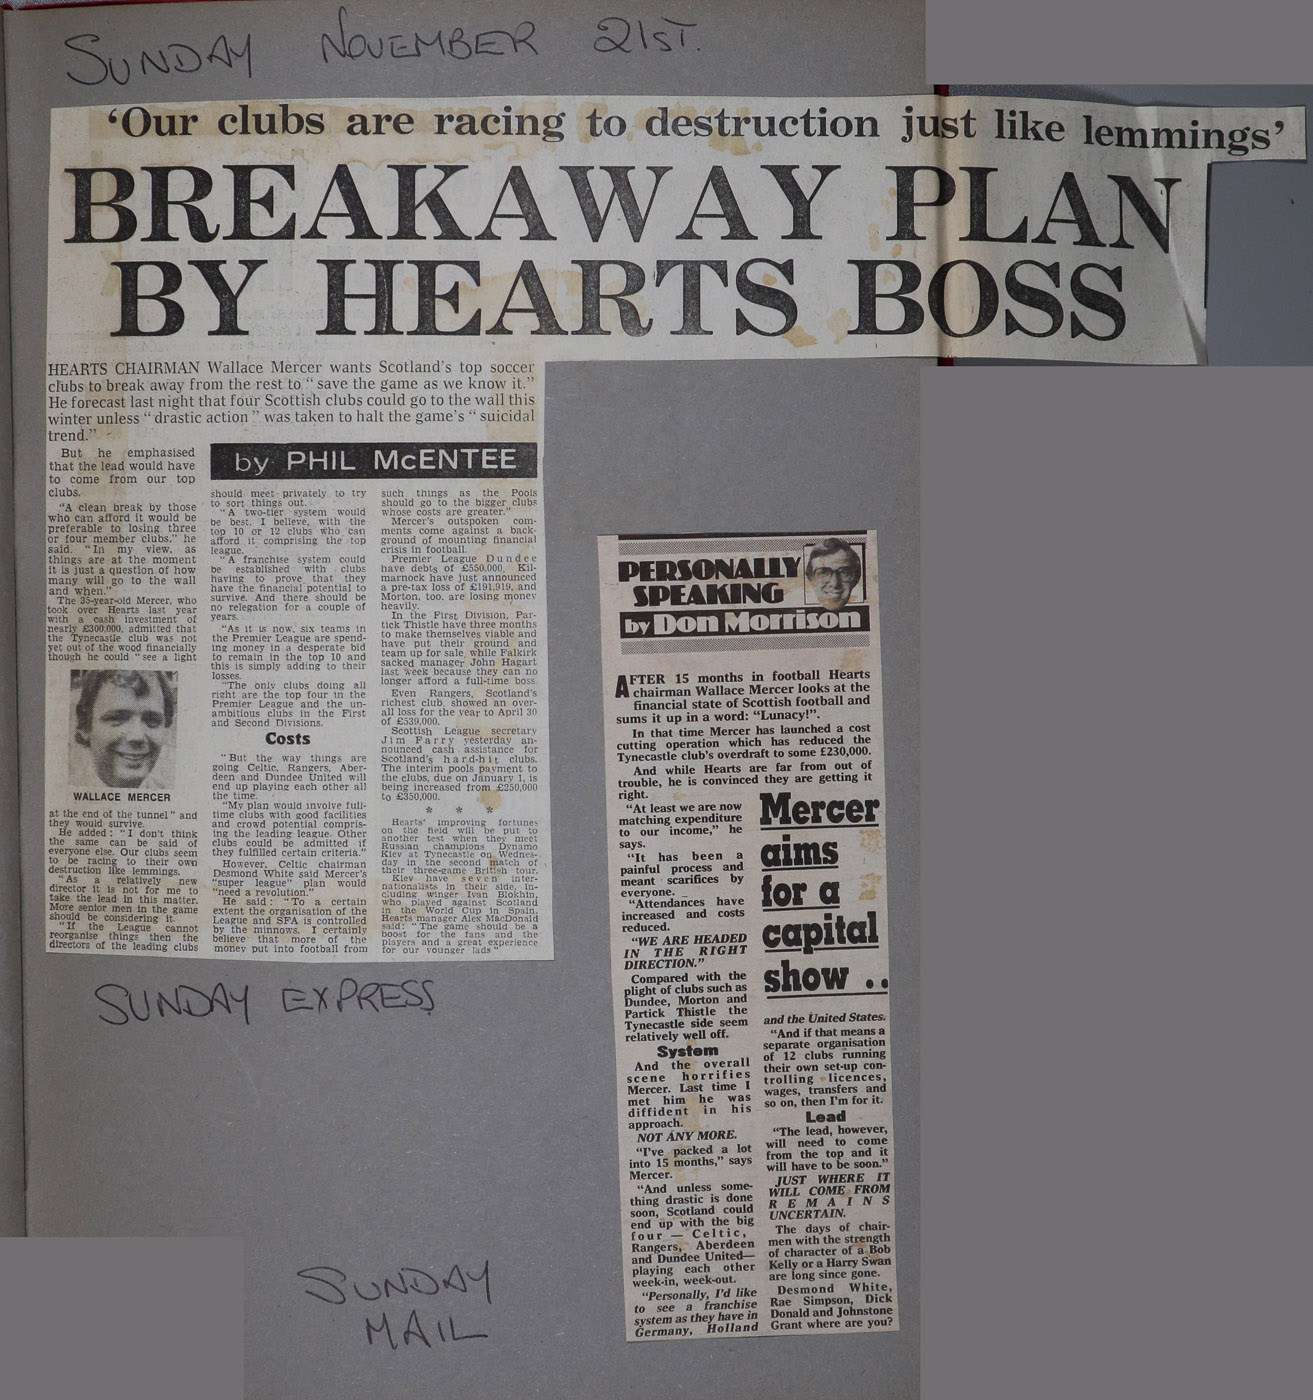 SUNDAY NOVEMBER 21ST.
‘Our clubs are racing to destruction just like lemmings’
BREAKAWAY PLAN
BY HEARTS BOSS
HEARTS CHAIRMAN Wallace Mercer wants Scotland's top soccer
clubs to break away from the rest to “save the game as we know it.”
He forecast last night that four Scottish clubs could go to the wall this
winter unless “drastic action” was taken to halt the game's “suicidal
trend.”
by PHIL McENTEE
But he emphasised
that the lead would have
to come from our top
clubs.
“A clean break by those
who can afford it would be
preferable to losing three
or four member clubs,” he
said. “In my view, as
things are at the moment
it is just a question of how
many will go to the wall
and when.”
The 35-year-old Mercer, who
took over Hearts last year
with a cash investment of
nearly £300,000, admitted that
the Tynecastle club was not
yet out of the wood financially
though he could “see a light
WALLACE MERCER
at the end of the tunnel” and
they would survive.
He added: “I don't think
the same can be said of
everyone else. Our clubs seem
to be racing to their own
destruction like lemmings.
“As a relatively new
director it is not for me to
take the lead in this matter.
More senior men in the game
should be considering it.
“If the League cannot
reorganise things then the
directors of the leading clubs
should meet privately to try
to sort things out.
“A two-tier system would
be best, I believe, with the
top 10 or 12 clubs who can
afford it comprising the top
league.
“A franchise system could
be established with clubs
having to prove that they
have the financial potential to
survive. And there should be
no relegation for a couple of
years.
“As it is now, six teams in
the Premier League are spend-
ing money in a desperate bid
to remain in the top 10 and
this is simply adding to their
losses.
“The only clubs doing all
right are the top four in the
Premier League and the un-
ambitious clubs in the First
and Second Divisions.
Costs
“But the way things are
going Celtic, Rangers, Aber-
deen and Dundee United will
end up playing each other all
the time.
“My plan would involve full-
time clubs with good facilities
and crowd potential compris-
ing the leading league. Other
clubs could be admitted if
they fulfilled certain criteria.”
However, Celtic chairman
Desmond White said Mercer's
“super league” plan would
“need a revolution.”
He said: “To a certain
extent the organisation of the
League and SFA is controlled
by the minnows. I certainly
believe that more of the
money put into football from
such things as the Pools
should go to the bigger clubs
whose costs are greater.”
Mercer's outspoken com-
ments come against a back-
ground of mounting financial
crisis in football.
Premier League Dundee
have debts of £550,000, Kil-
marnock have just announced
a pre-tax loss of £191,919, and
Morton, too, are losing money
heavily.
In the First Division, Par-
tick Thistle have three months
to make themselves viable and
have put their ground and
team up for sale, while Falkirk
sacked manager John Hagart
last week because they can no
longer afford a full-time boss.
Even Rangers, Scotland's
richest club, showed an over-
all loss for the year to April 30
of £539,000.
Scottish League secretary
Jim Farry yesterday an-
nounced cash assistance for
Scotland's hard-hit clubs.
The interim pools payment to
the clubs, due on January 1, is
being increased from £250,000
to £350,000.
* * *
Hearts' improving fortunes
on the field will be put to
another test when they meet
Russian champions Dynamo
Kiev at Tynecastle on Wednes-
day in the second match of
their three-game British tour.
Kiev have seven inter-
nationalists in their side, in-
cluding winger Ivan Blokhin,
who played against Scotland
in the World Cup in Spain.
Hearts manager Alex MacDonald
said: “The game should be a
boost for the fans and the
players and a great experience
for our younger lads”
SUNDAY EXPRESS
PERSONALLY
SPEAKING
by Don Morrison
AFTER 15 months in football Hearts
chairman Wallace Mercer looks at the
financial state of Scottish football and
sums it up in a word: “Lunacy!”.
In that time Mercer has launched a cost
cutting operation which has reduced the
Tynecastle club's overdraft to some £230,000.
And while Hearts are far from out of
trouble, he is convinced they are getting it
right.
“At least we are now
matching expenditure
to our income,” he
says.
“It has been a
painful process and
meant scarifices by
everyone.
“Attendances have
increased and costs
reduced.
“WE ARE HEADED
IN THE RIGHT
DIRECTION.”
Compared with the
plight of clubs such as
Dundee, Morton and
Partick Thistle the
Tynecastle side seem
relatively well off.
System
And the overall
scene horrifies
Mercer. Last time I
met him he was
diffident in his
approach.
NOT ANY MORE.
“I've packed a lot
into 15 months,” says
Mercer.
“And unless some-
thing drastic is done
soon, Scotland could
end up with the big
four — Celtic,
Rangers, Aberdeen
and Dundee United—
playing each other
week-in, week-out.
“Personally, I'd like
to see a franchise
system as they have in
Germany, Holland
Mercer
aims
for a
capital
show ..
and the United States.
“And if that means a
separate organisation
of 12 clubs running
their own set-up con-
trolling licences,
wages, transfers and
so on, then I'm for it.
Lead
“The lead, however,
will need to come
from the top and it
will have to be soon.”
JUST WHERE IT
WILL COME FROM
REMAINS
UNCERTAIN.
The days of chair-
men with the strength
of character of a Bob
Kelly or a Harry Swan
are long since gone.
Desmond White,
Rae Simpson, Dick
Donald and Johnstone
Grant where are you?
SUNDAY
MAIL